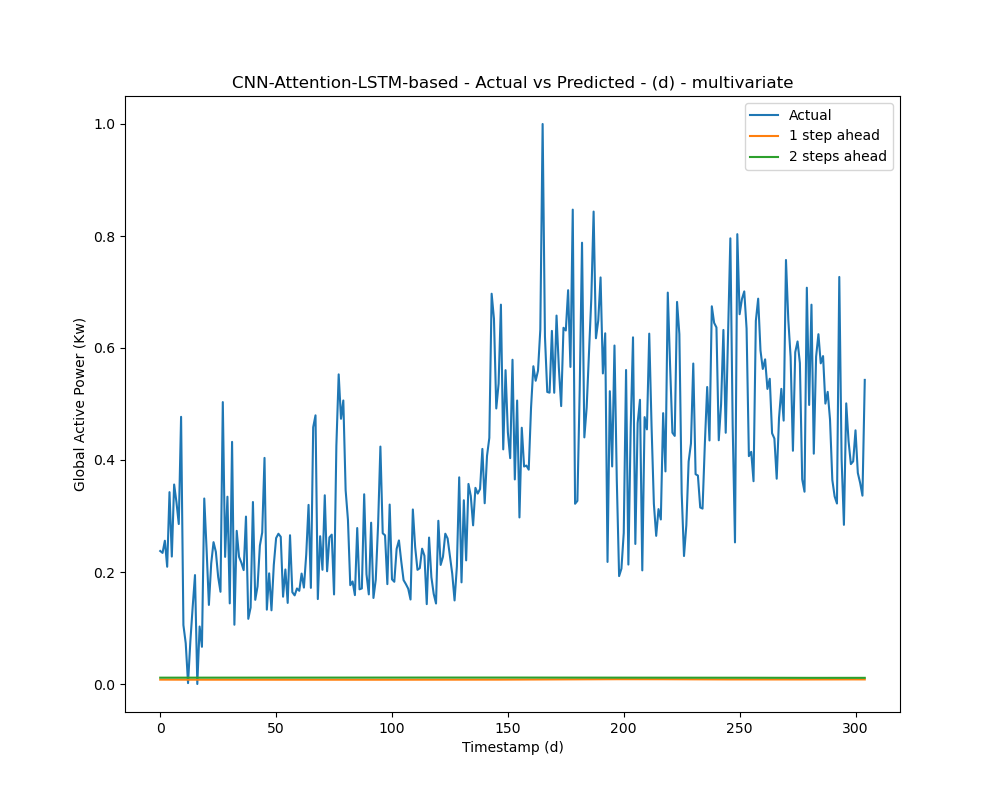 CNN-Attention-LSTM-based - Actual vs Predicted - (d) - multivariate
Actual
1 step ahead
2 steps ahead
1.0
0.8
0.6
0.4
0.2
0.0
Global Active Power (Kw)
0 50 100 150 200 250 300
Timestamp (d)